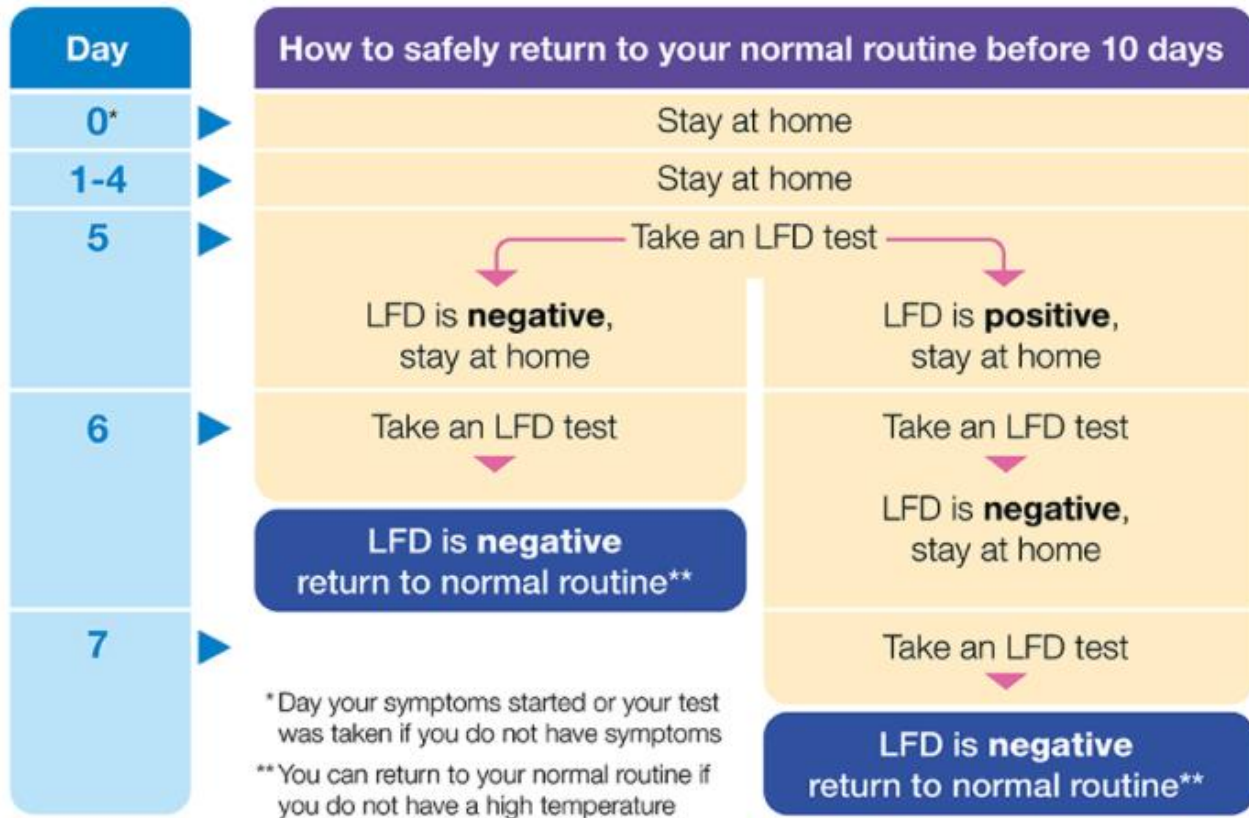 Day
How to safely return to your normal routine before 10 days
0*
Stay at home
1-4
Stay at home
5
Take an LFD test
LFD is negative,
stay at home
LFD is positive,
stay at home
6
Take an LFD test
LFD is negative
return to normal routine**
Take an LFD test
LFD is negative,
stay at home
7
Take an LFD test
LFD is negative
return to normal routine**
* Day your symptoms started or your test
was taken if you do not have symptoms
** You can return to your normal routine if
you do not have a high temperature